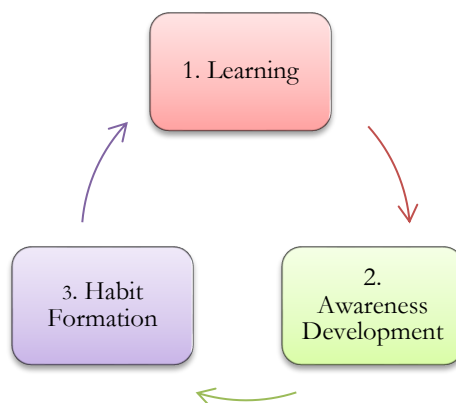 1. Learning
2.
Awareness
Development
3. Habit
Formation